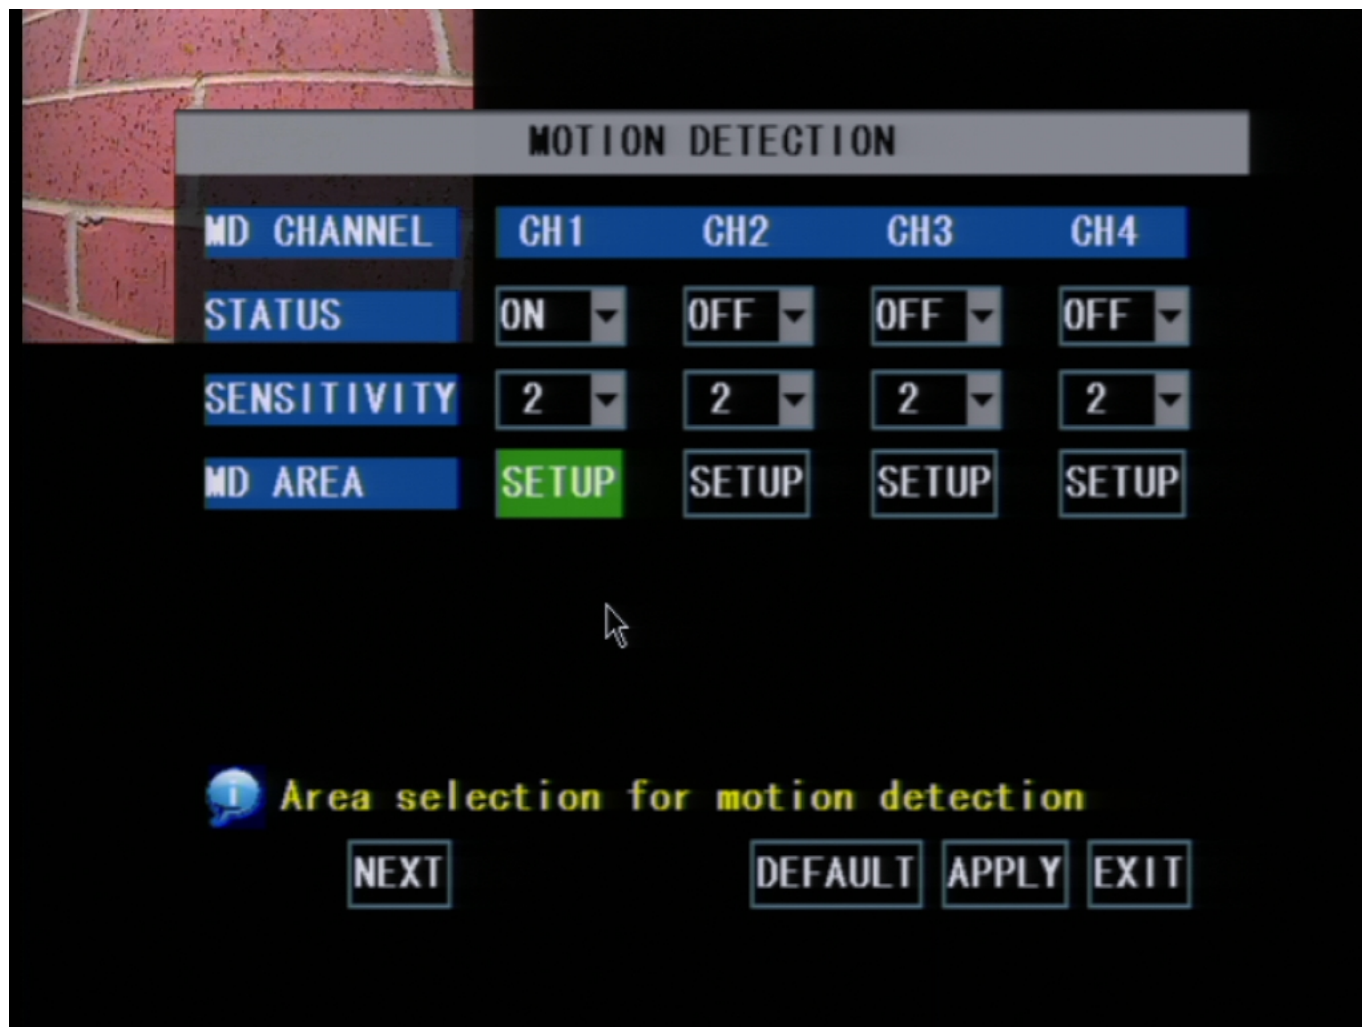 MOTION DETECTION
MD CHANNEL CH1 CH2 CH3 CH4
STATUS ON OFF OFF OFF
SENSITIVITY 2 2 2 2
MD AREA SETUP SETUP SETUP SETUP
i Area selection for motion detection
NEXT DEFAULT APPLY EXIT